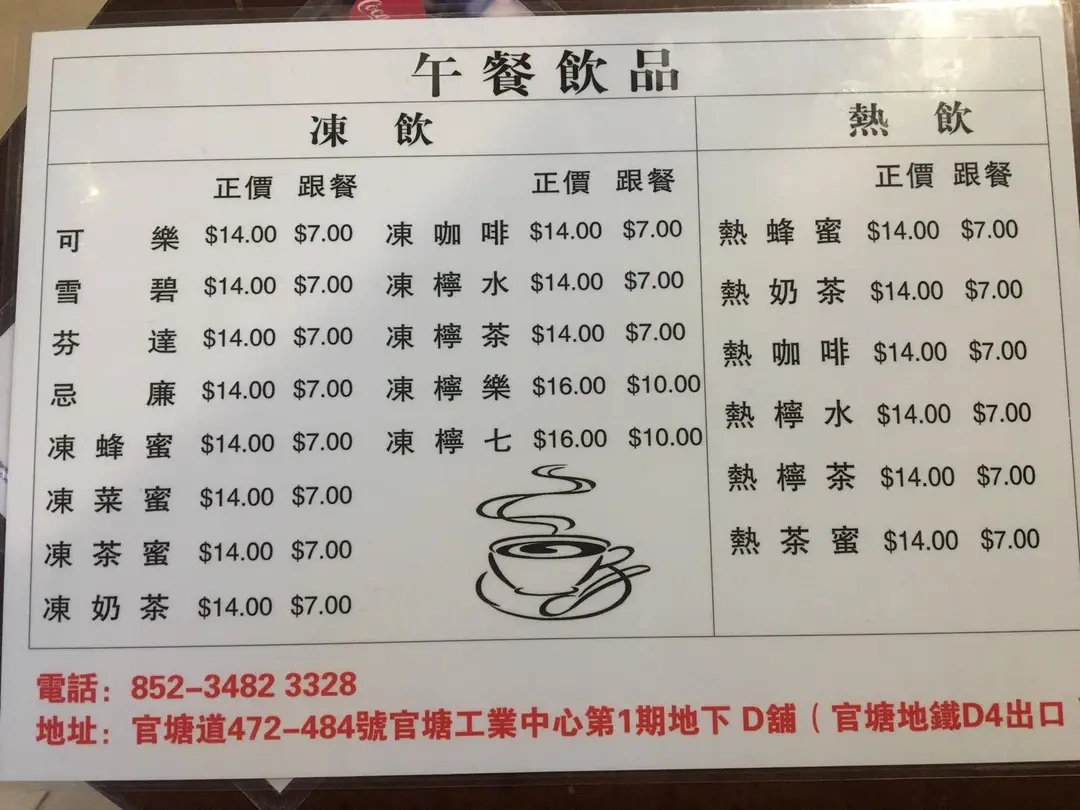 Coca
午餐飲品
凍飲
熱飲
正價 跟餐 正價 跟餐 正價 跟餐
可樂 $14.00 $7.00 凍咖啡 $14.00 $7.00 熱蜂蜜 $14.00 $7.00
雪碧 $14.00 $7.00 凍檸水 $14.00 $7.00 熱奶茶 $14.00 $7.00
芬達 $14.00 $7.00 凍檸茶 $14.00 $7.00 熱咖啡 $14.00 $7.00
忌廉 $14.00 $7.00 凍檸樂 $16.00 $10.00 熱檸水 $14.00 $7.00
凍蜂蜜 $14.00 $7.00 凍檸七 $16.00 $10.00 熱檸茶 $14.00 $7.00
凍菜蜜 $14.00 $7.00 熱茶蜜 $14.00 $7.00
凍茶蜜 $14.00 $7.00
凍奶茶 $14.00 $7.00
電話：852-3482 3328
地址：官塘道472-484號官塘工業中心第1期地下 D舖（官塘地鐵D4出口）